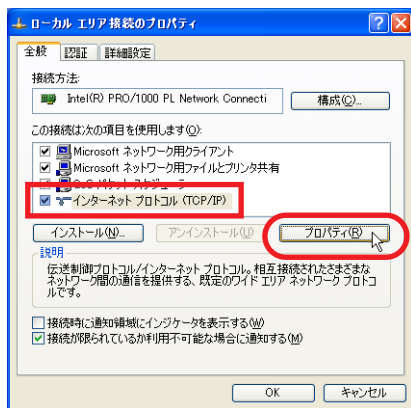 ローカル エリア接続のプロパティ
全般 認証 詳細設定
接続方法:
Intel(R) PRO/1000 PL Network Connecti 構成(C)...
この接続は次の項目を使用します(O):
Microsoft ネットワーク用クライアント
Microsoft ネットワーク用ファイルとプリンタ共有
QoS パケット スケジューラ
インターネット プロトコル (TCP/IP)
インストール(N)... アンインストール(U) プロパティ(R)
説明
伝送制御プロトコル/インターネット プロトコル。相互接続されたさまざまな
ネットワーク間の通信を提供する、既定のワイド エリア ネットワーク プロトコ
ルです。
接続時に通知領域にインジケータを表示する(W)
接続が限られているか利用不可能な場合に通知する(M)
OK キャンセル